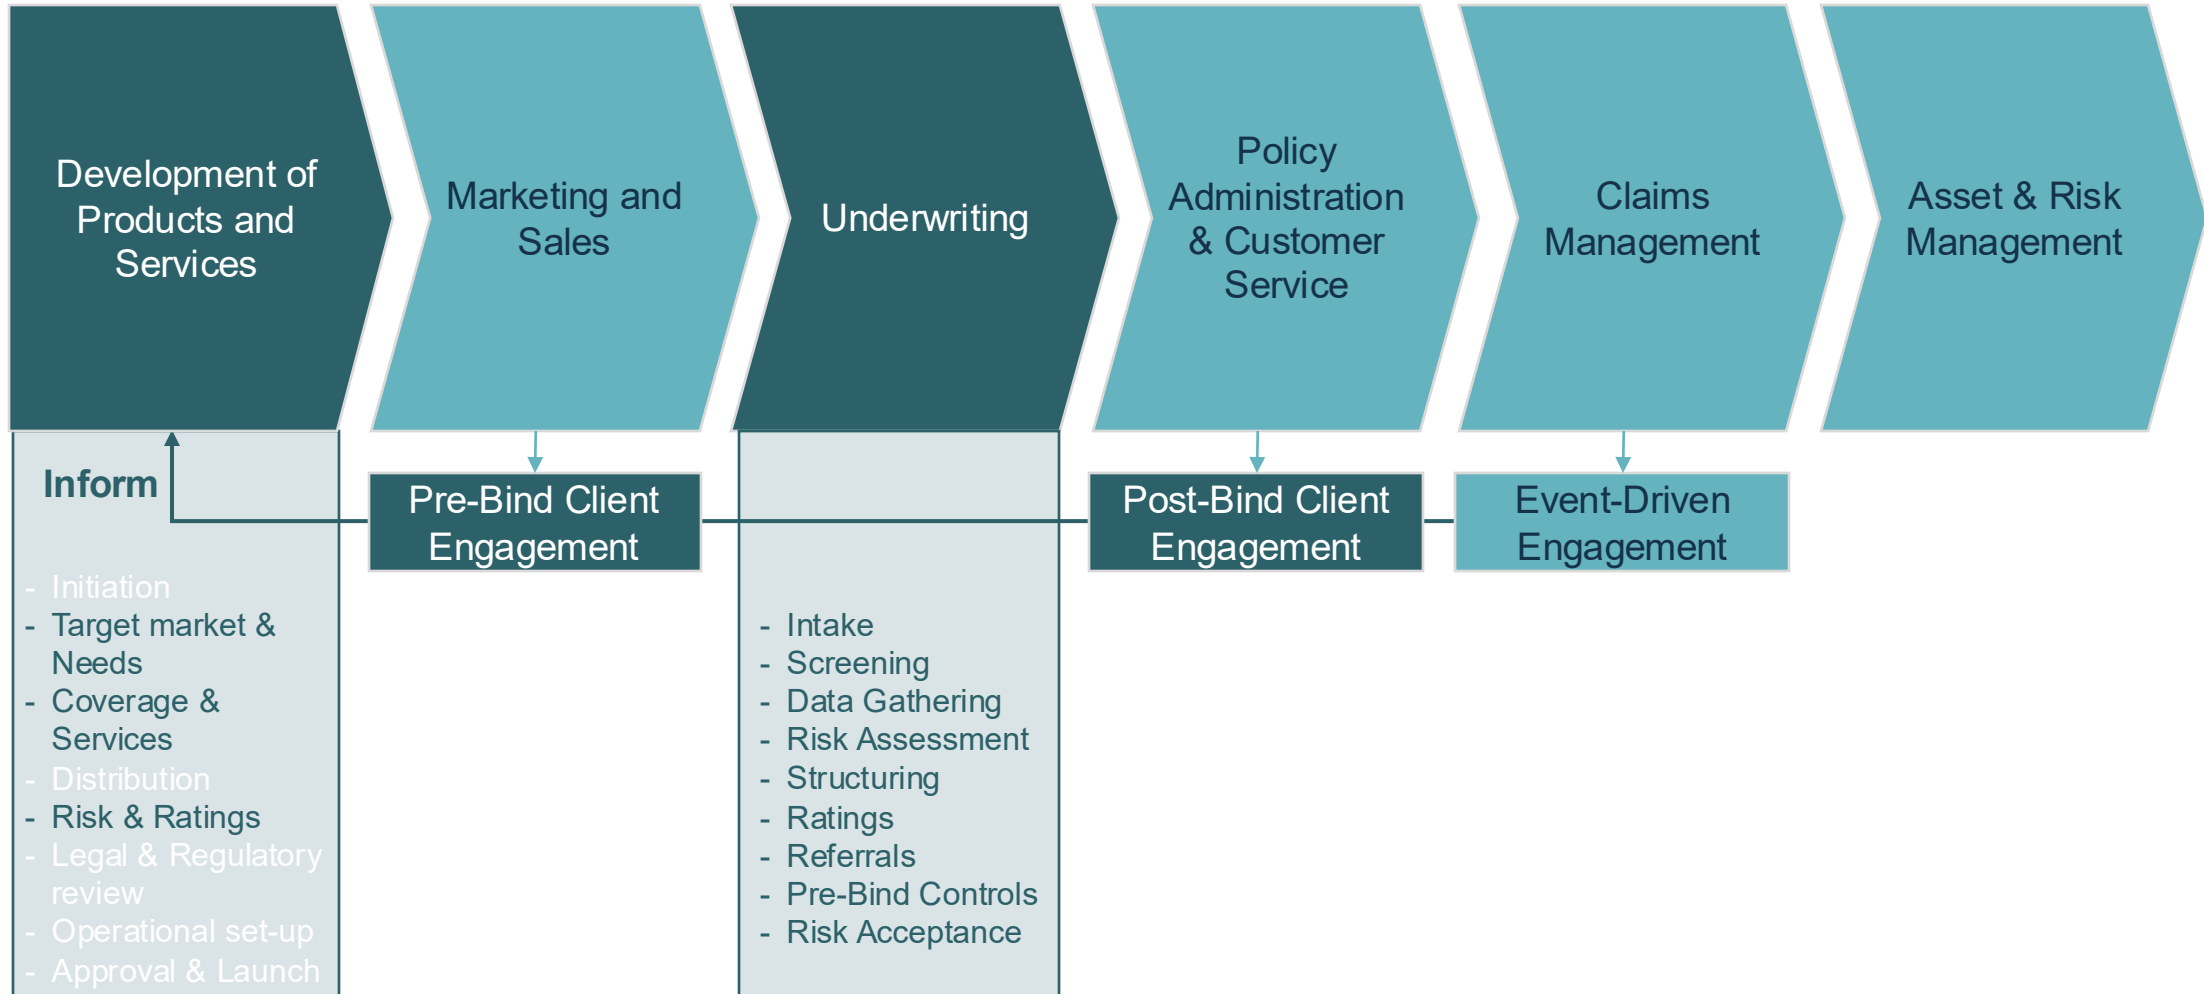 Development of
Products and
Services
Marketing and
Sales
Underwriting
Policy
Administration
& Customer
Service
Claims
Management
Asset & Risk
Management
Inform
Pre-Bind Client
Engagement
Post-Bind Client
Engagement
Event-Driven
Engagement
- Initiation
- Target market &
Needs
- Coverage &
Services
- Distribution
- Risk & Ratings
- Legal & Regulatory
review
- Operational set-up
- Approval & Launch
- Intake
- Screening
- Data Gathering
- Risk Assessment
- Structuring
- Ratings
- Referrals
- Pre-Bind Controls
- Risk Acceptance